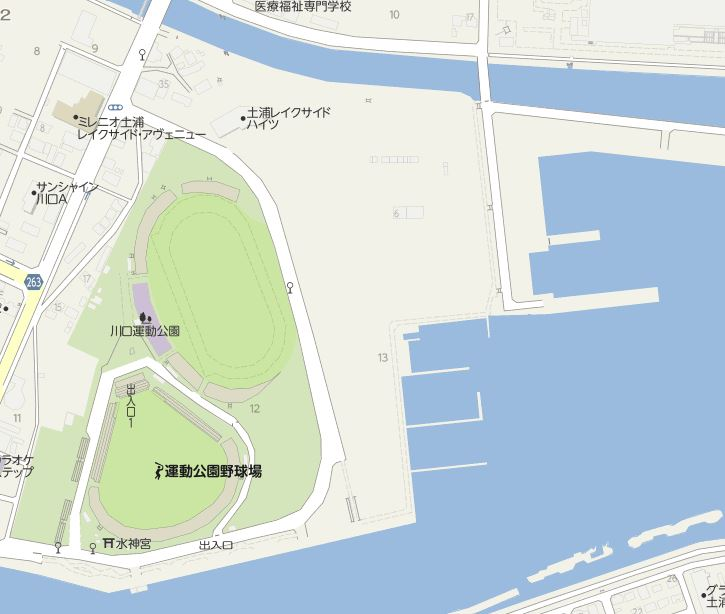 医療福祉専門学校
10
17
2
8
9
35
8
ミレニオ土浦
レイクサイド・アヴェニュー
土浦レイクサイド
ハイツ
サンシャイン
川口A
6
263
17
15
川口運動公園
13
出入口1
12
11
運動公園野球場
水神宮
出入口
ラオケ
ステップ
26
グラ
土浦